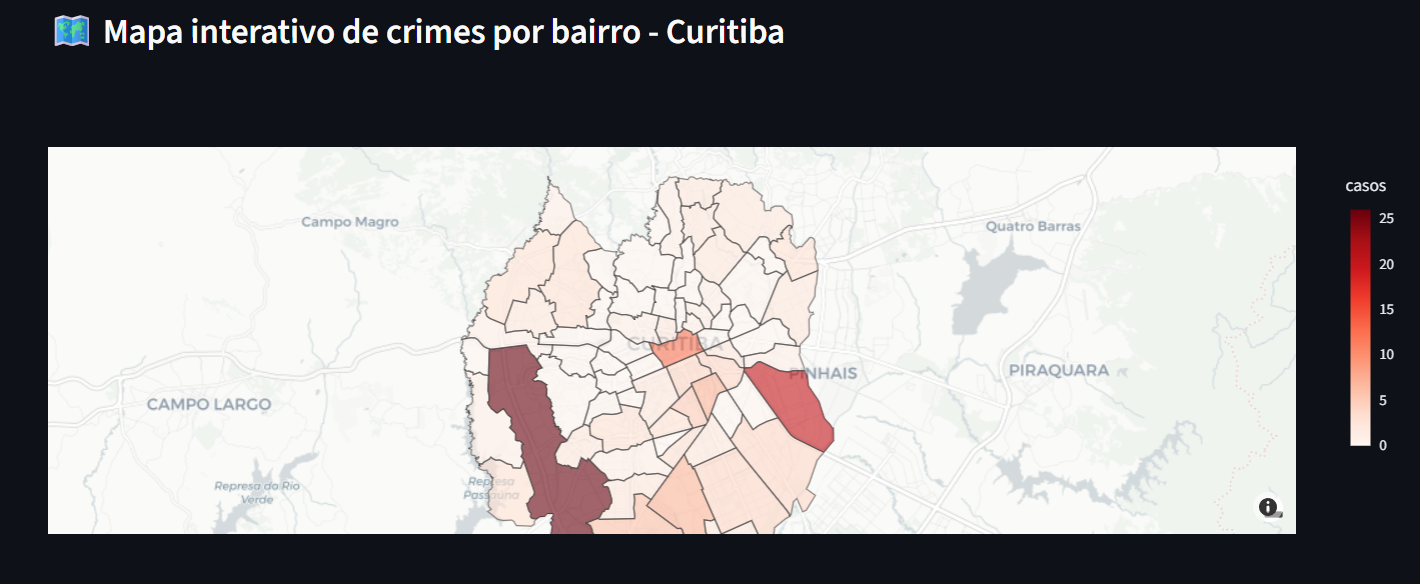 Mapa interativo de crimes por bairro - Curitiba
casos
25
20
15
10
5
0
Campo Magro
Quatro Barras
CURITIBA
PINHAIS
PIRAQUARA
CAMPO LARGO
Represa do Rio
Verde
Represa
Passaúna